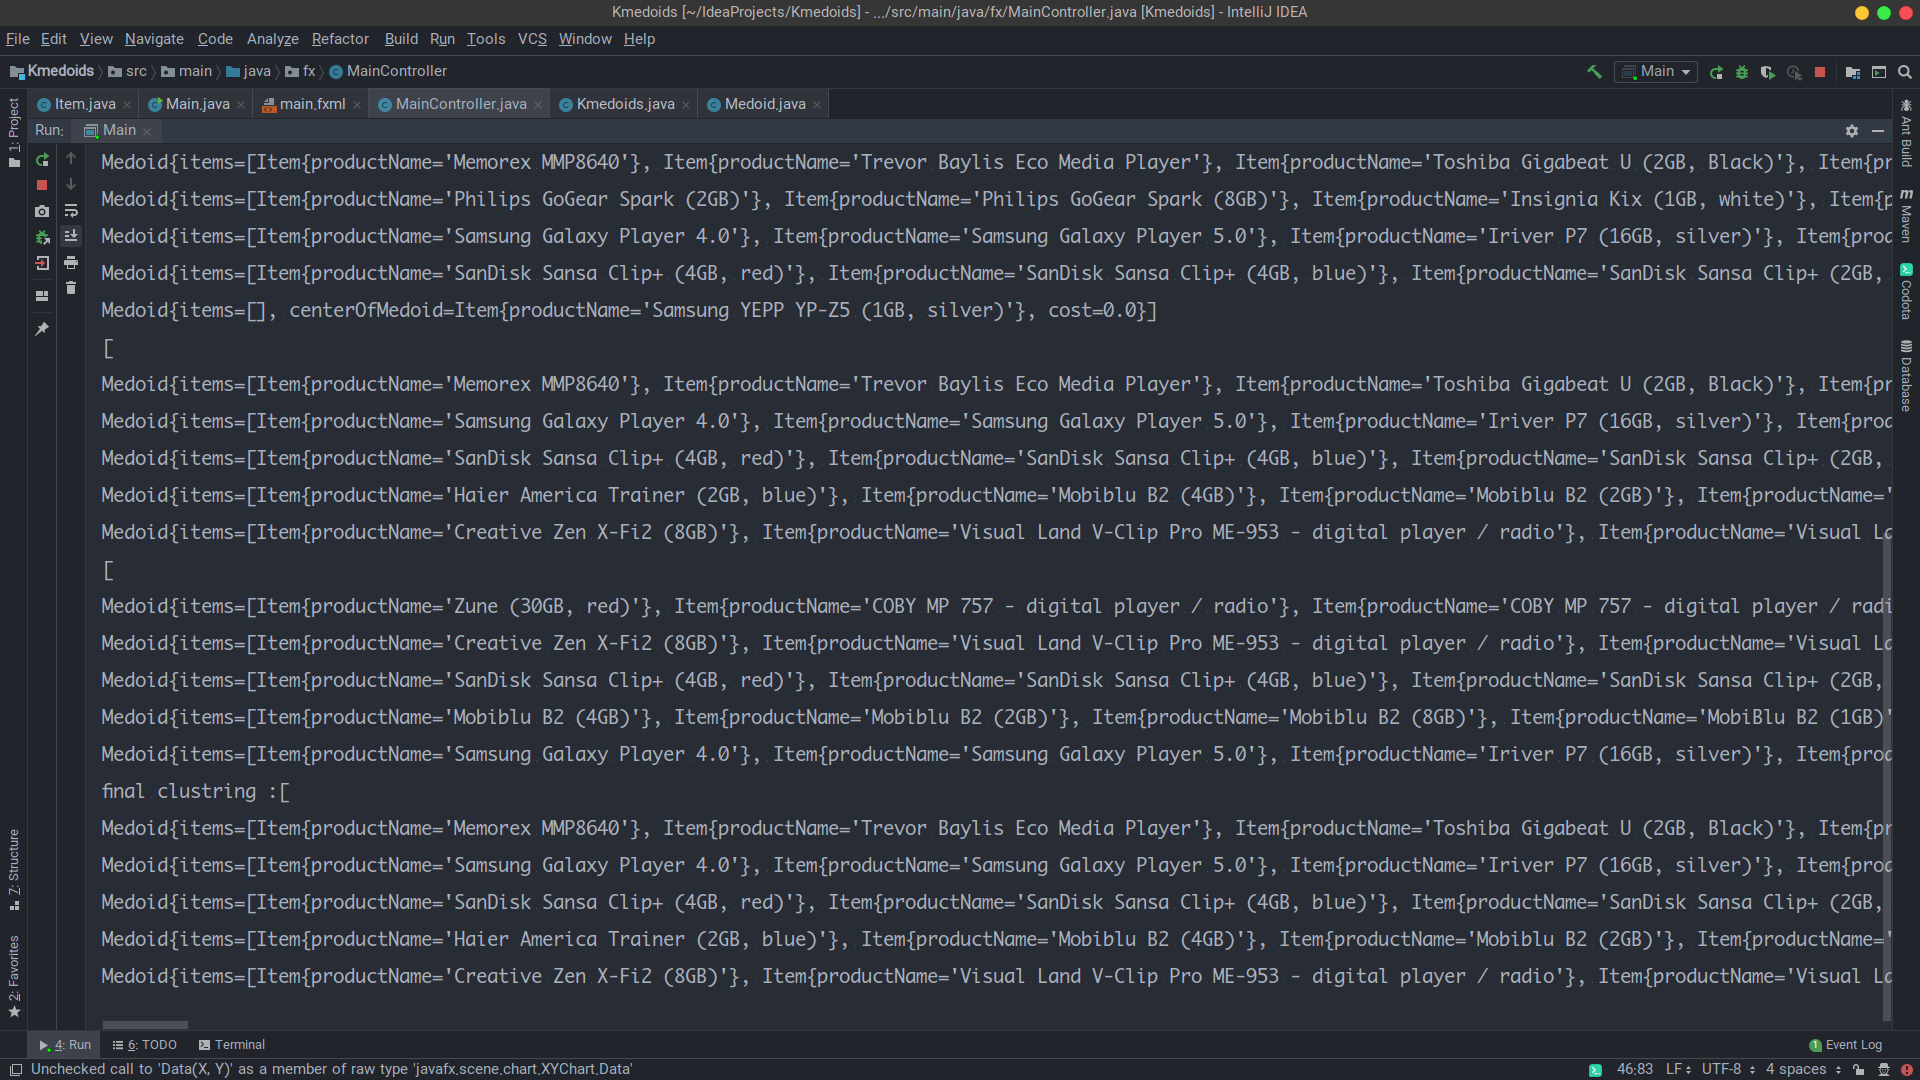 Kmedoids [~/IdeaProjects/Kmedoids] - .../src/main/java/fx/MainController.java [Kmedoids] - IntelliJ IDEA
File Edit View Navigate Code Analyze Refactor Build Run Tools VCS Window Help
Kmedoids src main java fx MainController
Main
Item.java Main.java main.fxml MainController.java Kmedoids.java Medoid.java
Run: Main
1: Project
7: Structure
2: Favorites
Medoid{items=[Item{productName='Memorex MMP8640'}, Item{productName='Trevor Baylis Eco Media Player'}, Item{productName='Toshiba Gigabeat U (2GB, Black)'}, Item{pr
Medoid{items=[Item{productName='Philips GoGear Spark (2GB)'}, Item{productName='Philips GoGear Spark (8GB)'}, Item{productName='Insignia Kix (1GB, white)'}, Item{p
Medoid{items=[Item{productName='Samsung Galaxy Player 4.0'}, Item{productName='Samsung Galaxy Player 5.0'}, Item{productName='Iriver P7 (16GB, silver)'}, Item{prod
Medoid{items=[Item{productName='SanDisk Sansa Clip+ (4GB, red)'}, Item{productName='SanDisk Sansa Clip+ (4GB, blue)'}, Item{productName='SanDisk Sansa Clip+ (2GB,
Medoid{items=[], centerOfMedoid=Item{productName='Samsung YEPP YP-Z5 (1GB, silver)'}, cost=0.0}]
[
Medoid{items=[Item{productName='Memorex MMP8640'}, Item{productName='Trevor Baylis Eco Media Player'}, Item{productName='Toshiba Gigabeat U (2GB, Black)'}, Item{pr
Medoid{items=[Item{productName='Samsung Galaxy Player 4.0'}, Item{productName='Samsung Galaxy Player 5.0'}, Item{productName='Iriver P7 (16GB, silver)'}, Item{prod
Medoid{items=[Item{productName='SanDisk Sansa Clip+ (4GB, red)'}, Item{productName='SanDisk Sansa Clip+ (4GB, blue)'}, Item{productName='SanDisk Sansa Clip+ (2GB,
Medoid{items=[Item{productName='Haier America Trainer (2GB, blue)'}, Item{productName='Mobiblu B2 (4GB)'}, Item{productName='Mobiblu B2 (2GB)'}, Item{productName='
Medoid{items=[Item{productName='Creative Zen X-Fi2 (8GB)'}, Item{productName='Visual Land V-Clip Pro ME-953 - digital player / radio'}, Item{productName='Visual La
[
Medoid{items=[Item{productName='Zune (30GB, red)'}, Item{productName='COBY MP 757 - digital player / radio'}, Item{productName='COBY MP 757 - digital player / radi
Medoid{items=[Item{productName='Creative Zen X-Fi2 (8GB)'}, Item{productName='Visual Land V-Clip Pro ME-953 - digital player / radio'}, Item{productName='Visual La
Medoid{items=[Item{productName='SanDisk Sansa Clip+ (4GB, red)'}, Item{productName='SanDisk Sansa Clip+ (4GB, blue)'}, Item{productName='SanDisk Sansa Clip+ (2GB,
Medoid{items=[Item{productName='Mobiblu B2 (4GB)'}, Item{productName='Mobiblu B2 (2GB)'}, Item{productName='Mobiblu B2 (8GB)'}, Item{productName='MobiBlu B2 (1GB)'
Medoid{items=[Item{productName='Samsung Galaxy Player 4.0'}, Item{productName='Samsung Galaxy Player 5.0'}, Item{productName='Iriver P7 (16GB, silver)'}, Item{prod
final clustring :[
Medoid{items=[Item{productName='Memorex MMP8640'}, Item{productName='Trevor Baylis Eco Media Player'}, Item{productName='Toshiba Gigabeat U (2GB, Black)'}, Item{pr
Medoid{items=[Item{productName='Samsung Galaxy Player 4.0'}, Item{productName='Samsung Galaxy Player 5.0'}, Item{productName='Iriver P7 (16GB, silver)'}, Item{prod
Medoid{items=[Item{productName='SanDisk Sansa Clip+ (4GB, red)'}, Item{productName='SanDisk Sansa Clip+ (4GB, blue)'}, Item{productName='SanDisk Sansa Clip+ (2GB,
Medoid{items=[Item{productName='Haier America Trainer (2GB, blue)'}, Item{productName='Mobiblu B2 (4GB)'}, Item{productName='Mobiblu B2 (2GB)'}, Item{productName='
Medoid{items=[Item{productName='Creative Zen X-Fi2 (8GB)'}, Item{productName='Visual Land V-Clip Pro ME-953 - digital player / radio'}, Item{productName='Visual La
Ant Build
m Maven
Codota
Database
4: Run 6: TODO Terminal
1 Event Log
Unchecked call to 'Data(X, Y)' as a member of raw type 'javafx.scene.chart.XYChart.Data'
46:83 LF UTF-8 4 spaces